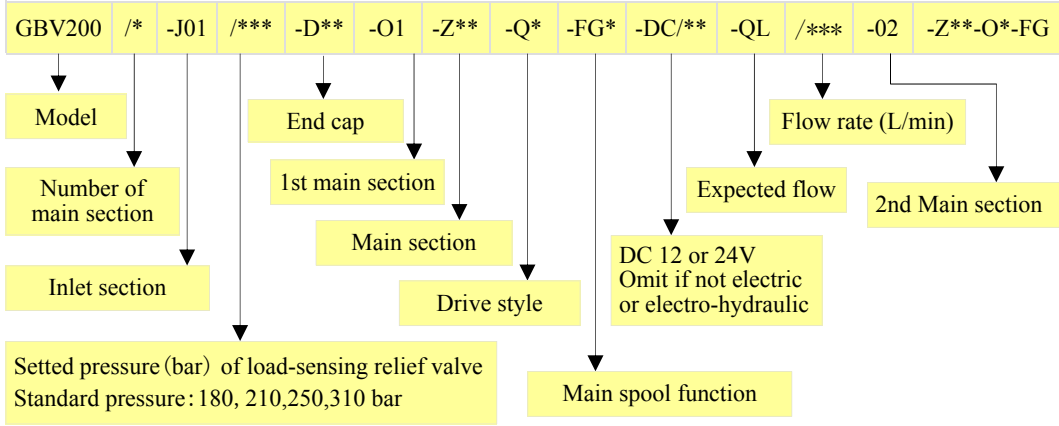 GBV200 /* -J01 /*** -D** -O1 -Z** -Q* -FG* -DC/** -QL /*** -02 -Z**-O*-FG
Model
End cap
Flow rate (L/min)
Number of
main section
1st main section
Expected flow
2nd Main section
Main section
Inlet section
Drive style
DC 12 or 24V
Omit if not electric
or electro-hydraulic
Setted pressure(bar) of load-sensing relief valve
Standard pressure:180, 210,250,310 bar
Main spool function